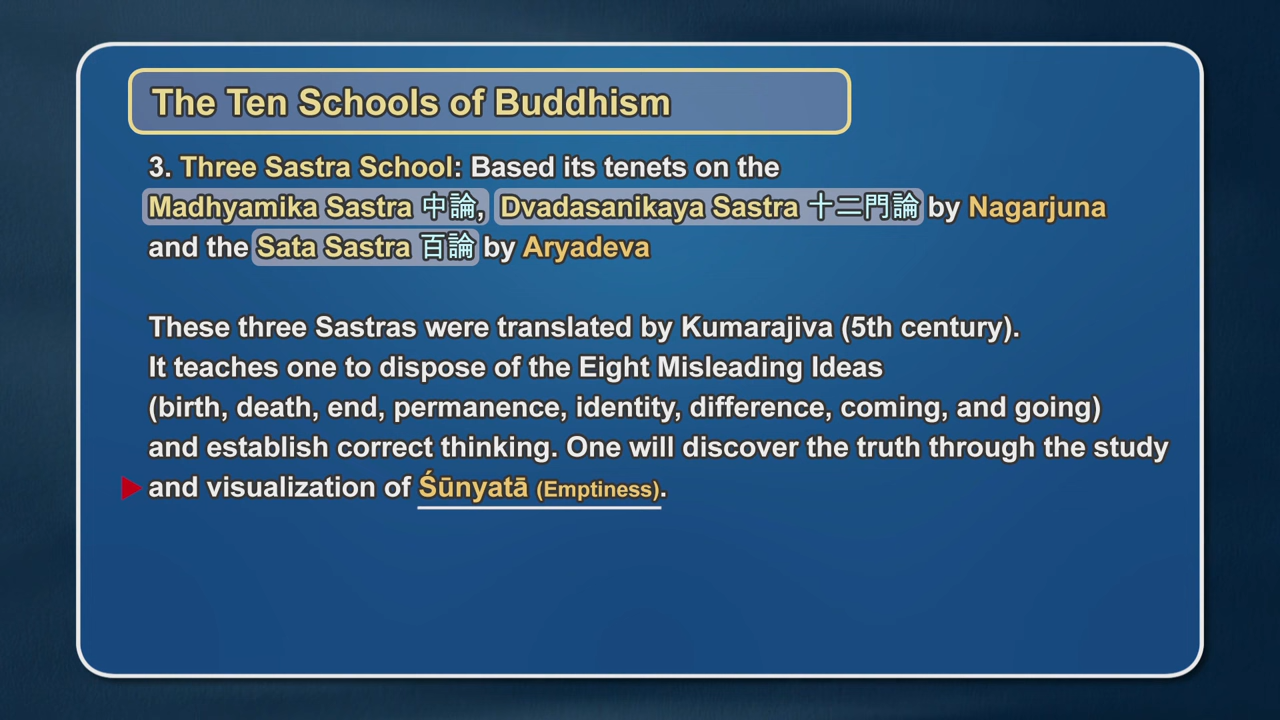 The Ten Schools of Buddhism
3. Three Sastra School: Based its tenets on the
Madhyamika Sastra 中論, Dvadasanikaya Sastra 十二門論 by Nagarjuna
and the Sata Sastra 百論 by Aryadeva
These three Sastras were translated by Kumarajiva (5th century).
It teaches one to dispose of the Eight Misleading Ideas
(birth, death, end, permanence, identity, difference, coming, and going)
and establish correct thinking. One will discover the truth through the study
and visualization of Śūnyatā (Emptiness).